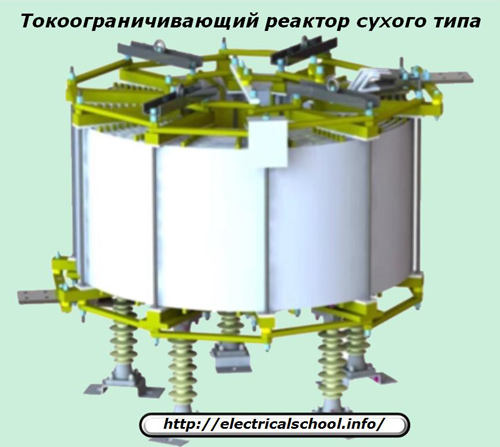 Токоограничивающий реактор сухого типа
http://electricalschool.info/